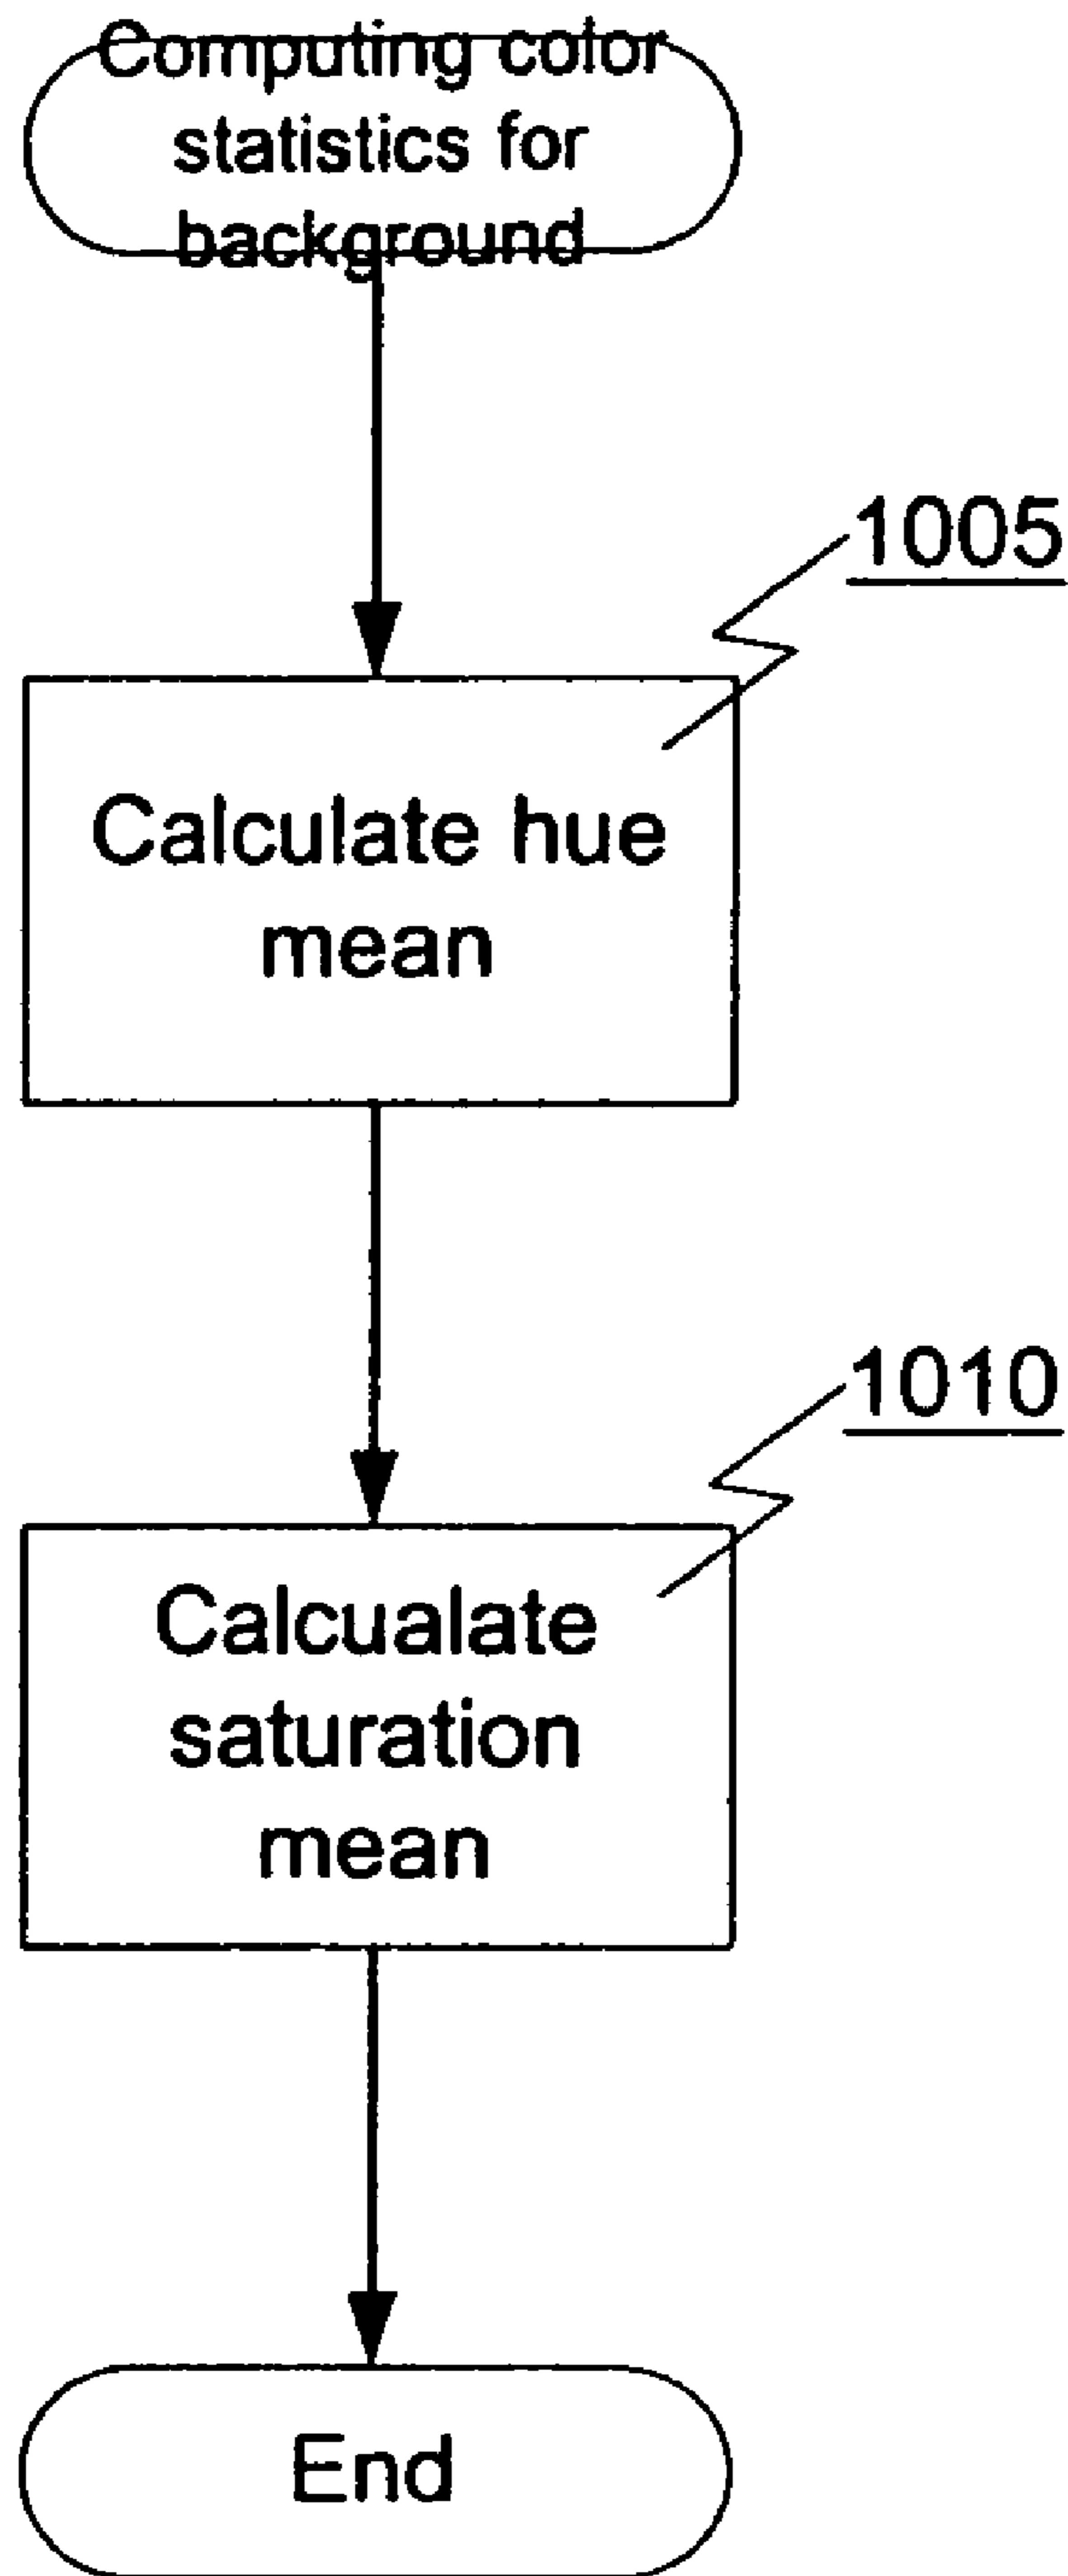 Computing color
statistics for
background
1005
Calculate hue
mean
1010
Calcualate
saturation
mean
End